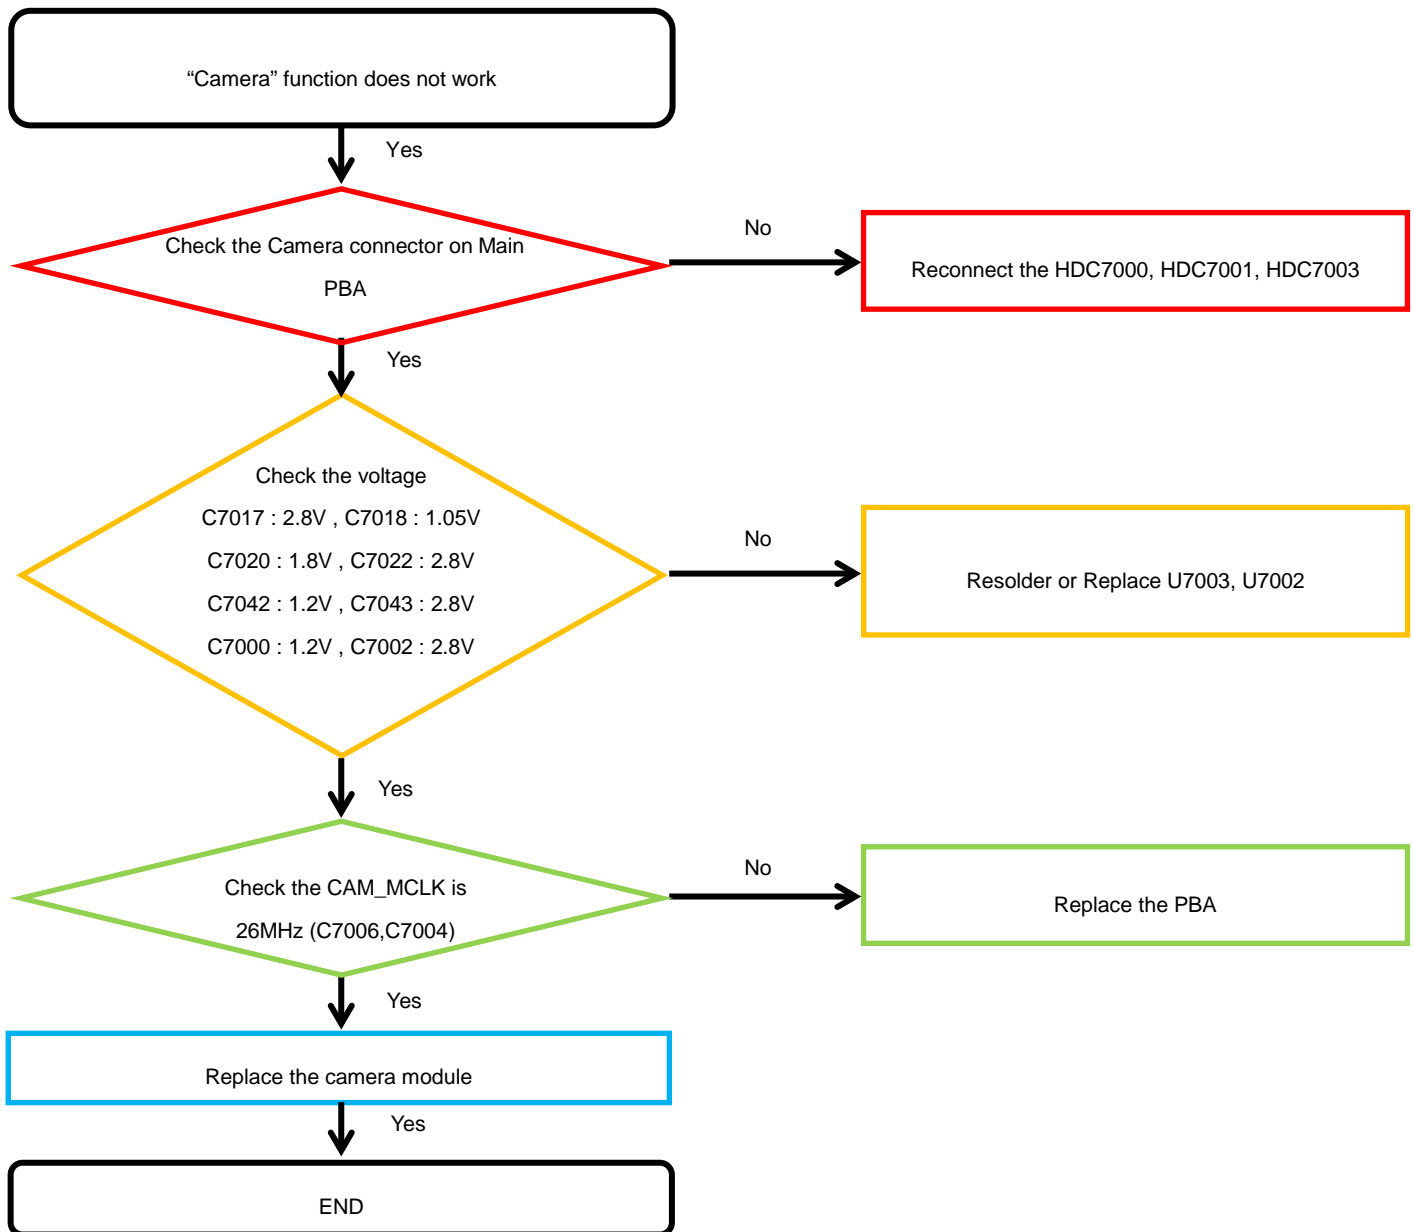 “Camera” function does not work
Yes
Check the Camera connector on Main
PBA
No
Reconnect the HDC7000, HDC7001, HDC7003
Yes
Check the voltage
C7017 : 2.8V , C7018 : 1.05V
C7020 : 1.8V , C7022 : 2.8V
C7042 : 1.2V , C7043 : 2.8V
C7000 : 1.2V , C7002 : 2.8V
No
Resolder or Replace U7003, U7002
Yes
Check the CAM_MCLK is
26MHz (C7006,C7004)
No
Replace the PBA
Yes
Replace the camera module
Yes
END